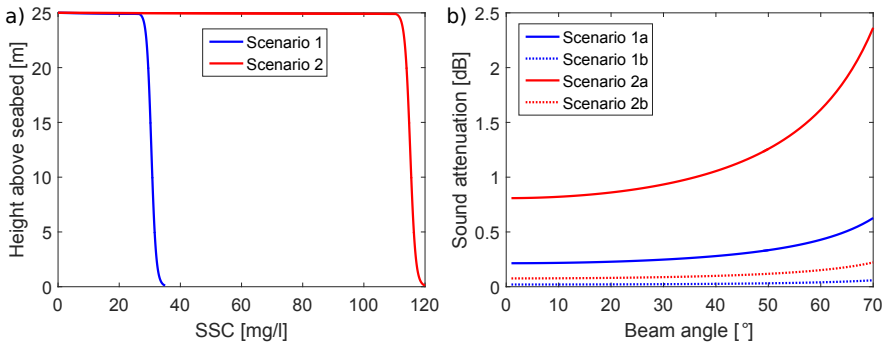 a)
Height above seabed [m]
25
20
15
10
5
0
0 20 40 60 80 100 120
SSC [mg/l]
Scenario 1
Scenario 2
b)
Sound attenuation [dB]
2.5
2
1.5
1
0.5
0
0 10 20 30 40 50 60 70
Beam angle [°]
Scenario 1a
Scenario 1b
Scenario 2a
Scenario 2b